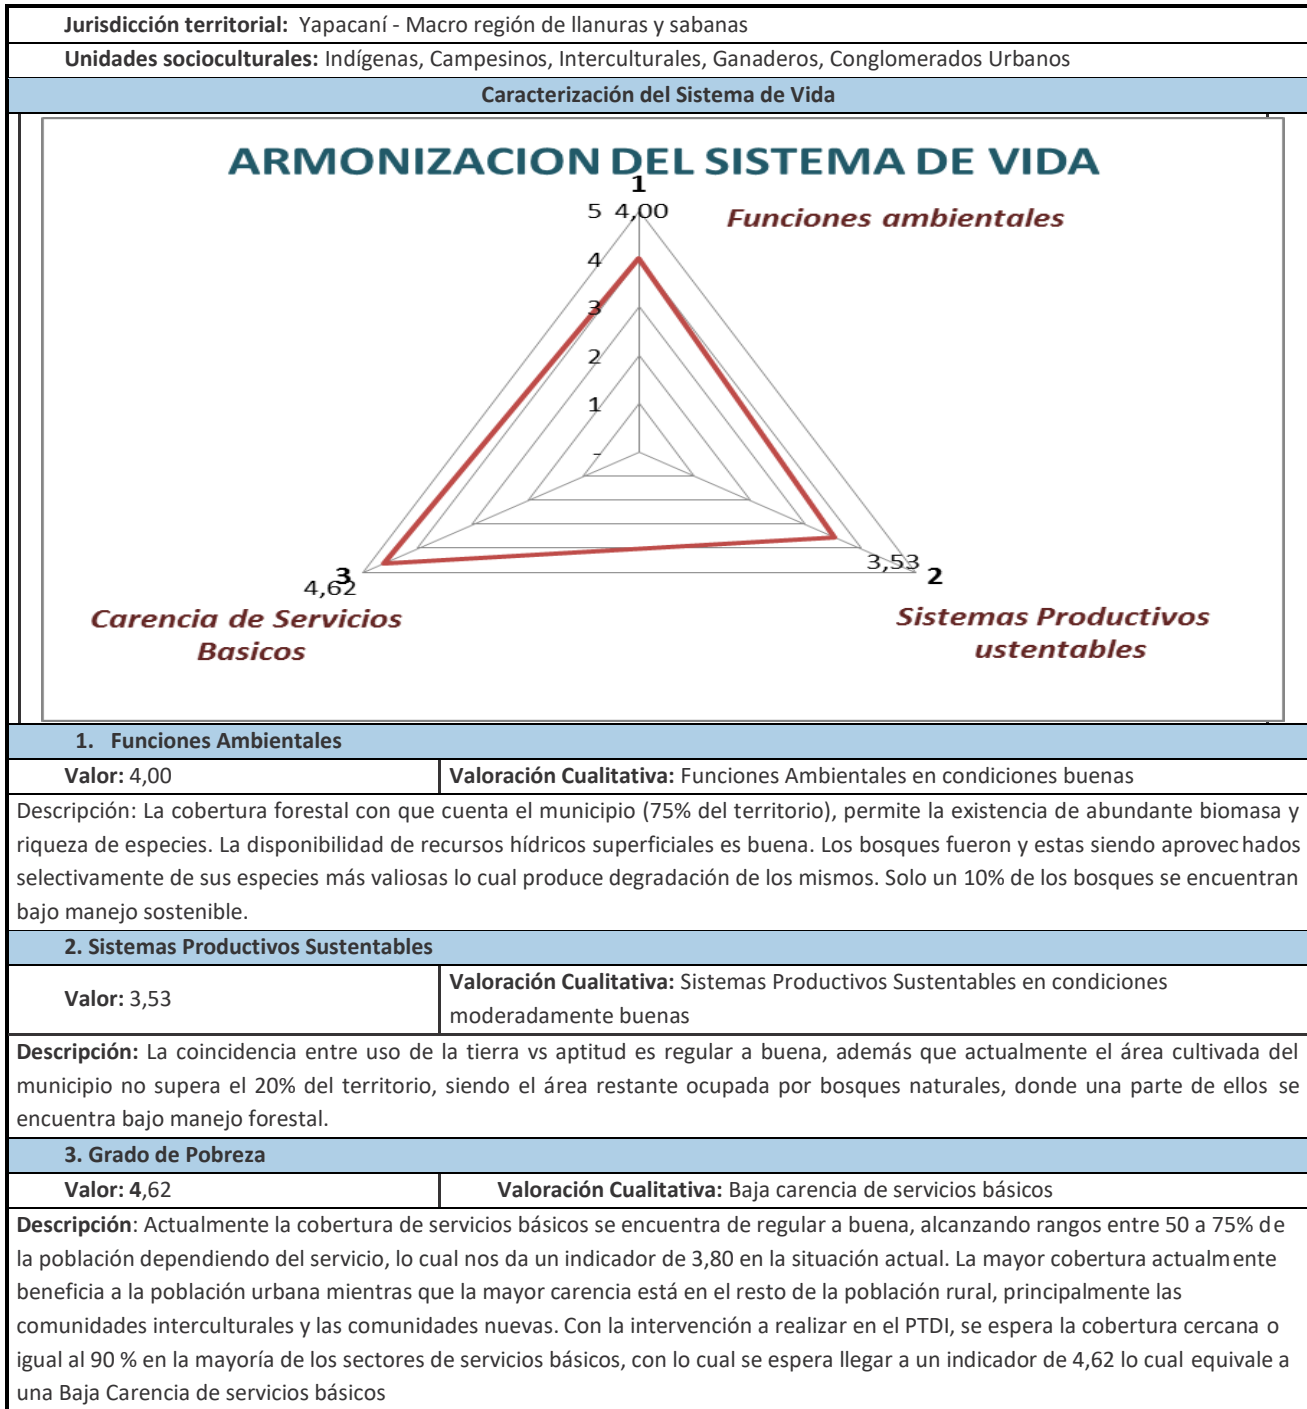 Jurisdicción territorial: Yapacaní - Macro región de llanuras y sabanas
Unidades socioculturales: Indígenas, Campesinos, Interculturales, Ganaderos, Conglomerados Urbanos
Caracterización del Sistema de Vida
ARMONIZACION DEL SISTEMA DE VIDA
1
5 4,00
Funciones ambientales
4
3
2
1
-
3,53
2
3
4,62
Carencia de Servicios
Basicos
Sistemas Productivos
ustentables
1. Funciones Ambientales
Valor: 4,00
Valoración Cualitativa: Funciones Ambientales en condiciones buenas
Descripción: La cobertura forestal con que cuenta el municipio (75% del territorio), permite la existencia de abundante biomasa y
riqueza de especies. La disponibilidad de recursos hídricos superficiales es buena. Los bosques fueron y estas siendo aprovechados
selectivamente de sus especies más valiosas lo cual produce degradación de los mismos. Solo un 10% de los bosques se encuentran
bajo manejo sostenible.
2. Sistemas Productivos Sustentables
Valor: 3,53
Valoración Cualitativa: Sistemas Productivos Sustentables en condiciones
moderadamente buenas
Descripción: La coincidencia entre uso de la tierra vs aptitud es regular a buena, además que actualmente el área cultivada del
municipio no supera el 20% del territorio, siendo el área restante ocupada por bosques naturales, donde una parte de ellos se
encuentra bajo manejo forestal.
3. Grado de Pobreza
Valor: 4,62
Valoración Cualitativa: Baja carencia de servicios básicos
Descripción: Actualmente la cobertura de servicios básicos se encuentra de regular a buena, alcanzando rangos entre 50 a 75% de
la población dependiendo del servicio, lo cual nos da un indicador de 3,80 en la situación actual. La mayor cobertura actualmente
beneficia a la población urbana mientras que la mayor carencia está en el resto de la población rural, principalmente las
comunidades interculturales y las comunidades nuevas. Con la intervención a realizar en el PTDI, se espera la cobertura cercana o
igual al 90 % en la mayoría de los sectores de servicios básicos, con lo cual se espera llegar a un indicador de 4,62 lo cual equivale a
una Baja Carencia de servicios básicos